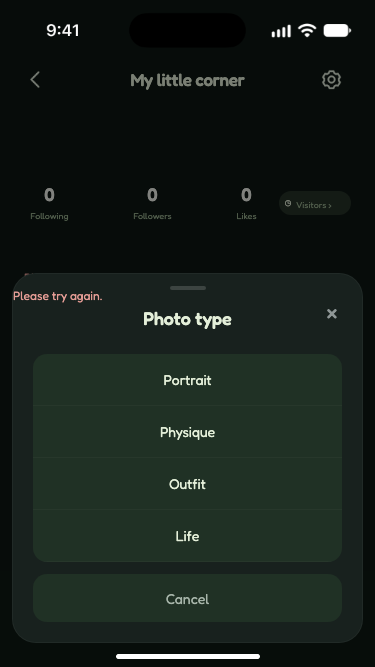 9:41
My little corner
0
Following
0
Followers
0
Likes
Visitors ›
Please try again.
Photo type
Portrait
Physique
Outfit
Life
Cancel